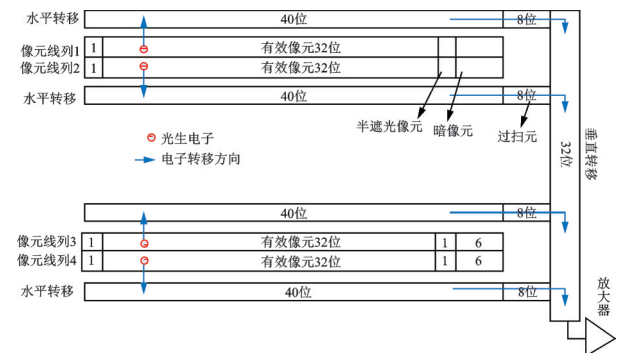 水平转移 40位 8位
像元线列1 1 有效像元32位
像元线列2 1 有效像元32位
水平转移 40位 8位
半遮光像元 暗像元 过扫元
光生电子
电子转移方向
32位
垂直转移
40位 8位
像元线列3 1 有效像元32位 1 6
像元线列4 1 有效像元32位 1 6
水平转移 40位 8位
放大器